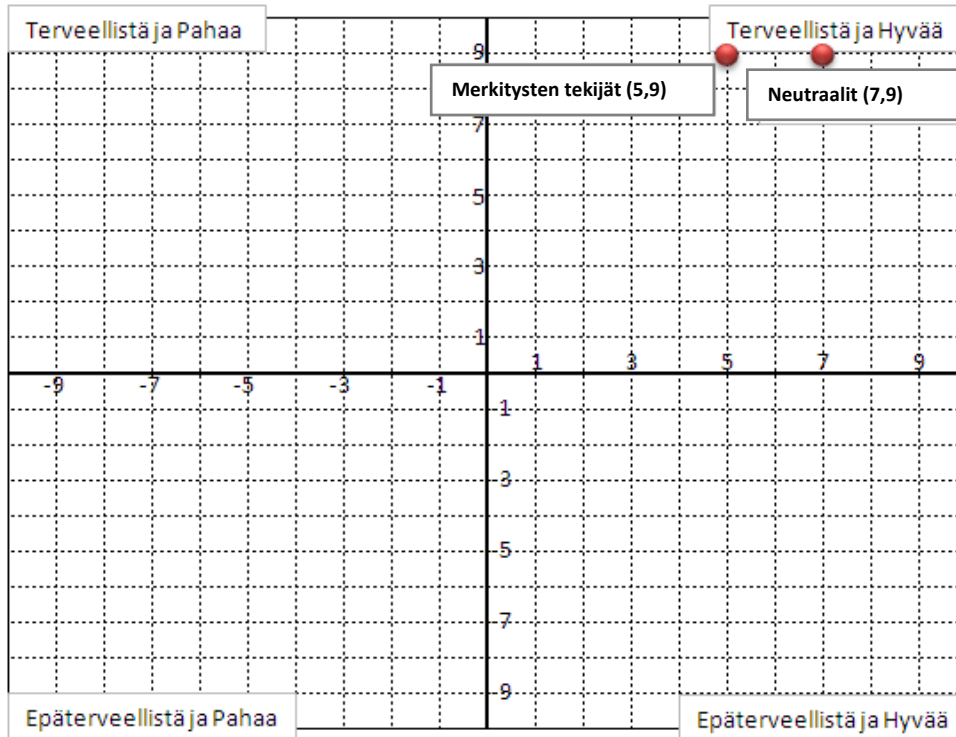 Terveellistä ja Pahaa
Terveellistä ja Hyvää
9
Merkitysten tekijät (5,9)
Neutraalit (7,9)
7
5
3
1
-9 -7 -5 -3 -1 1 3 5 7 9
-1
-3
-5
-7
-9
Epäterveellistä ja Pahaa
Epäterveellistä ja Hyvää